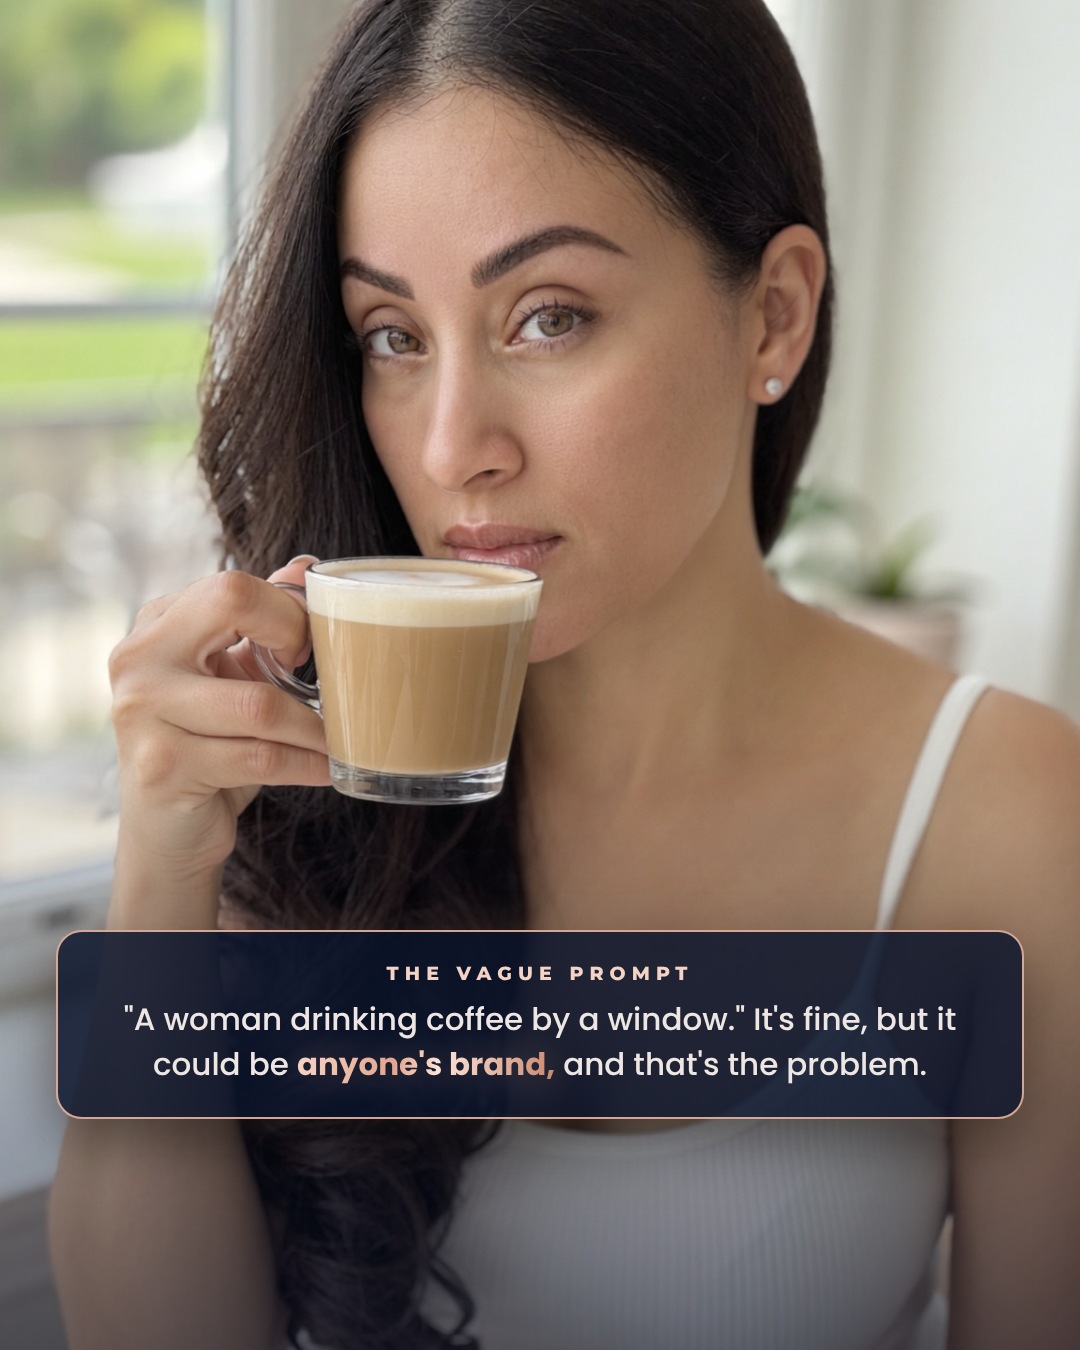 THE VAGUE PROMPT
"A woman drinking coffee by a window." It's fine, but it
could be anyone's brand, and that's the problem.